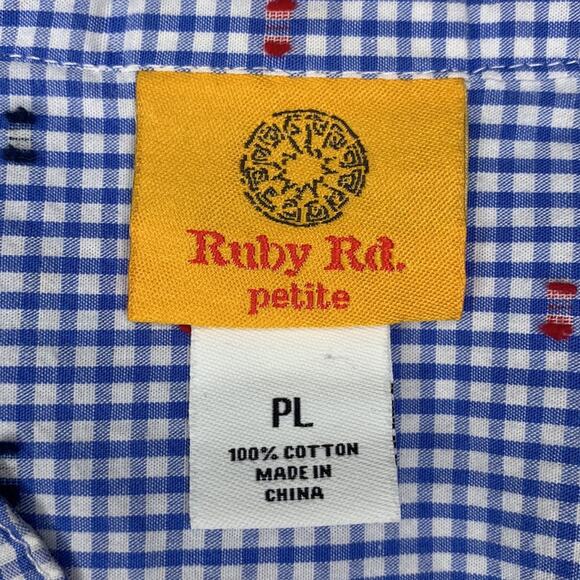 Ruby Rd.
petite
PL
100% COTTON
MADE IN
CHINA